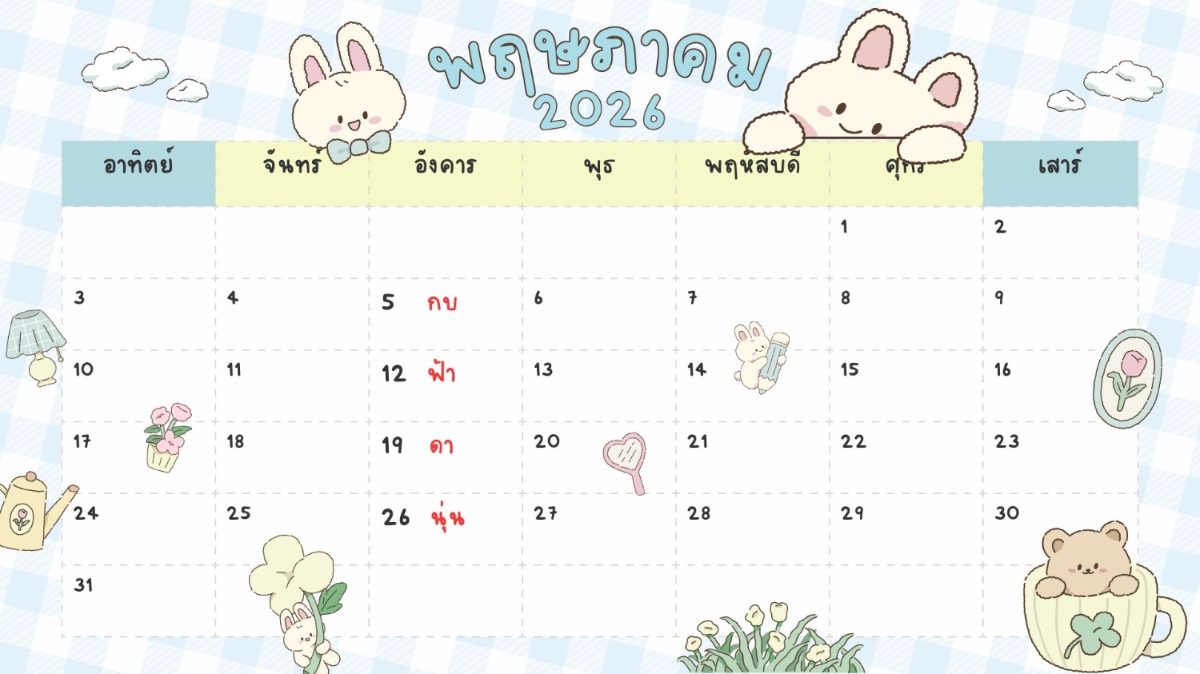 พฤษภาคม
2026
อาทิตย์ จันทร์ อังคาร พุธ พฤหัสบดี ศุกร์ เสาร์
1 2
3 4 5 กบ 6 7 8 9
10 11 12 ฟ้า 13 14 15 16
17 18 19 ดา 20 21 22 23
24 25 26 นุ่น 27 28 29 30
31